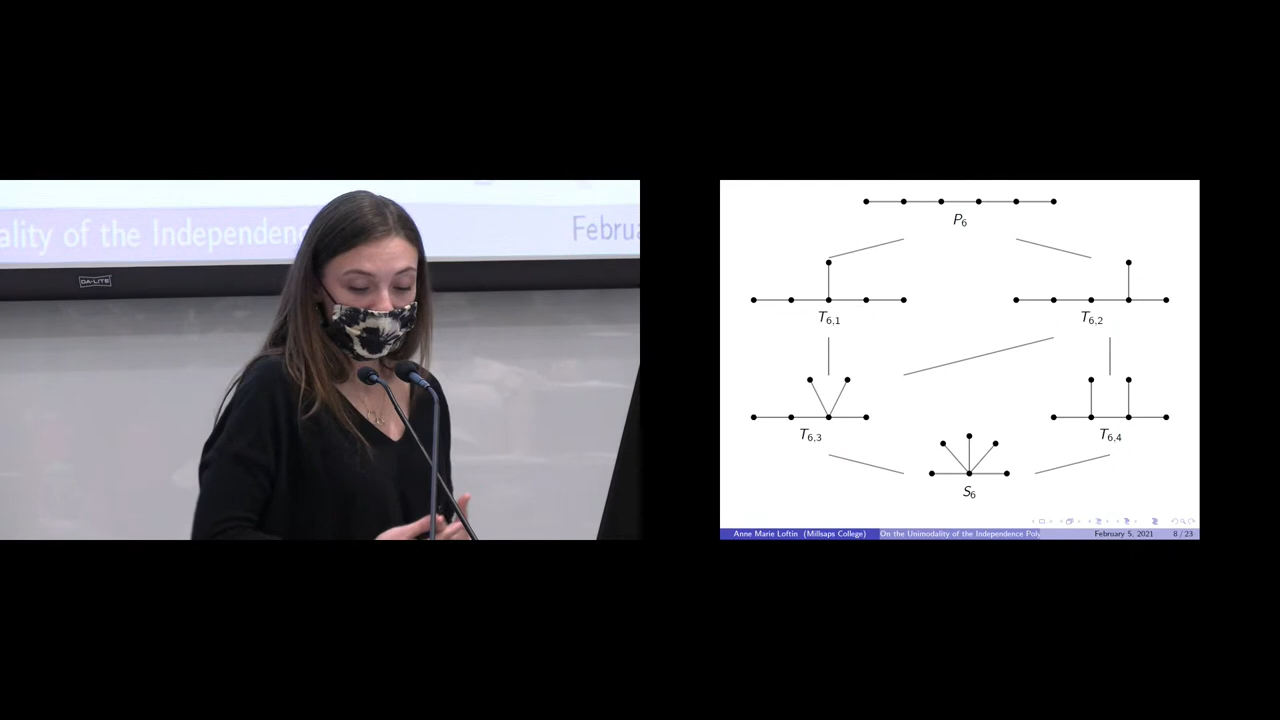 ality of the Independenc
Februa
DA-LITE
P6
T6,1
T6,2
T6,3
T6,4
S6
Anne Marie Loftin (Millsaps College)
On the Unimodality of the Independence Pol
February 5, 2021
8 / 23